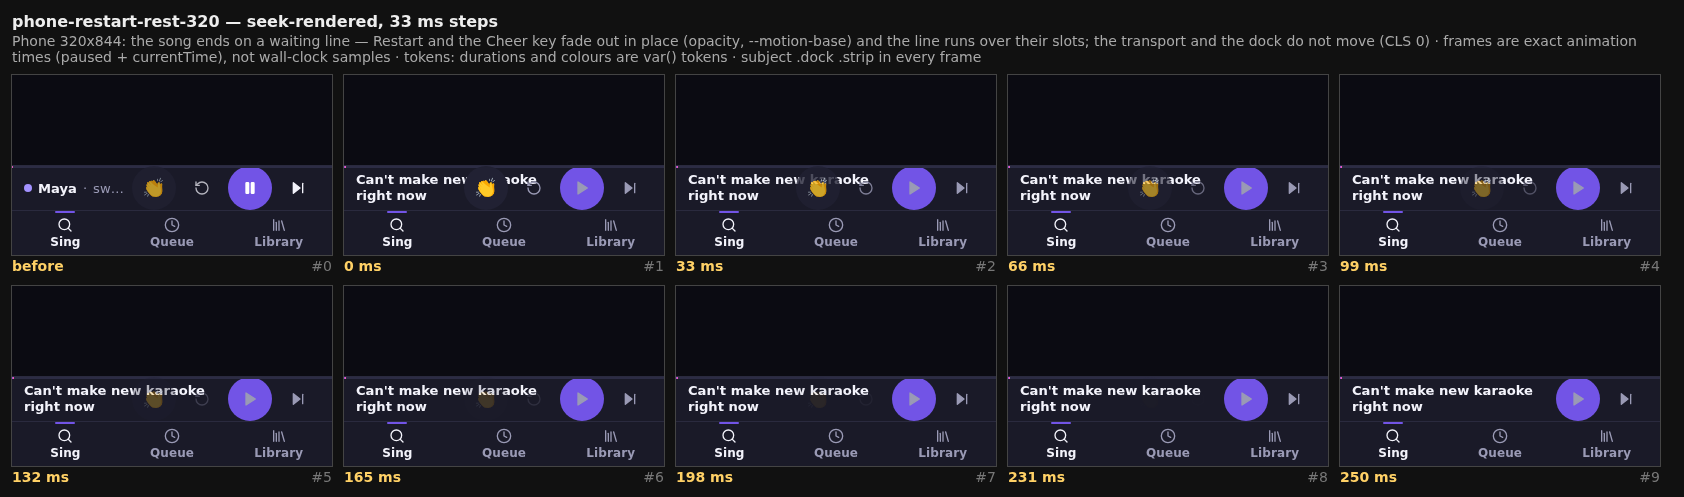 phone-restart-rest-320 — seek-rendered, 33 ms steps
Phone 320x844: the song ends on a waiting line — Restart and the Cheer key fade out in place (opacity, --motion-base) and the line runs over their slots; the transport and the dock do not move (CLS 0) · frames are exact animation
times (paused + currentTime), not wall-clock samples · tokens: durations and colours are var() tokens · subject .dock .strip in every frame
Maya · sw...
Sing Queue Library
before #0
Can't make new karaoke
right now
Sing Queue Library
0 ms #1
Can't make new karaoke
right now
Sing Queue Library
33 ms #2
Can't make new karaoke
right now
Sing Queue Library
66 ms #3
Can't make new karaoke
right now
Sing Queue Library
99 ms #4
Can't make new karaoke
right now
Sing Queue Library
132 ms #5
Can't make new karaoke
right now
Sing Queue Library
165 ms #6
Can't make new karaoke
right now
Sing Queue Library
198 ms #7
Can't make new karaoke
right now
Sing Queue Library
231 ms #8
Can't make new karaoke
right now
Sing Queue Library
250 ms #9